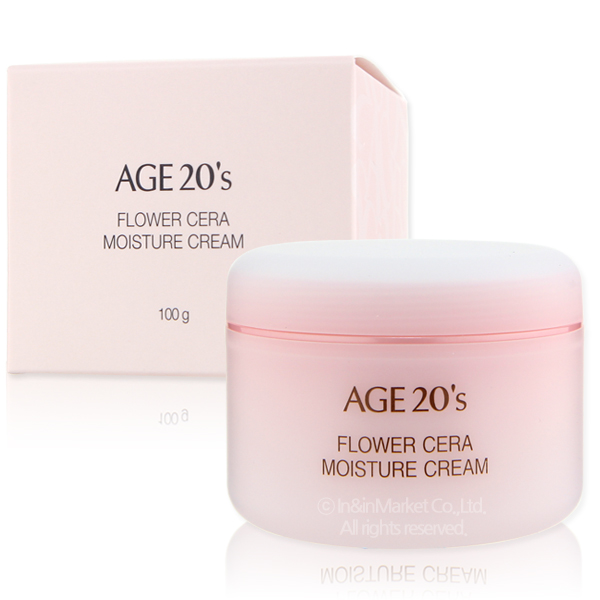 AGE 20's
FLOWER CERA
MOISTURE CREAM
100 g
AGE 20's
FLOWER CERA
MOISTURE CREAM
ⓒ In&inMarket Co.,Ltd.
All rights reserved.